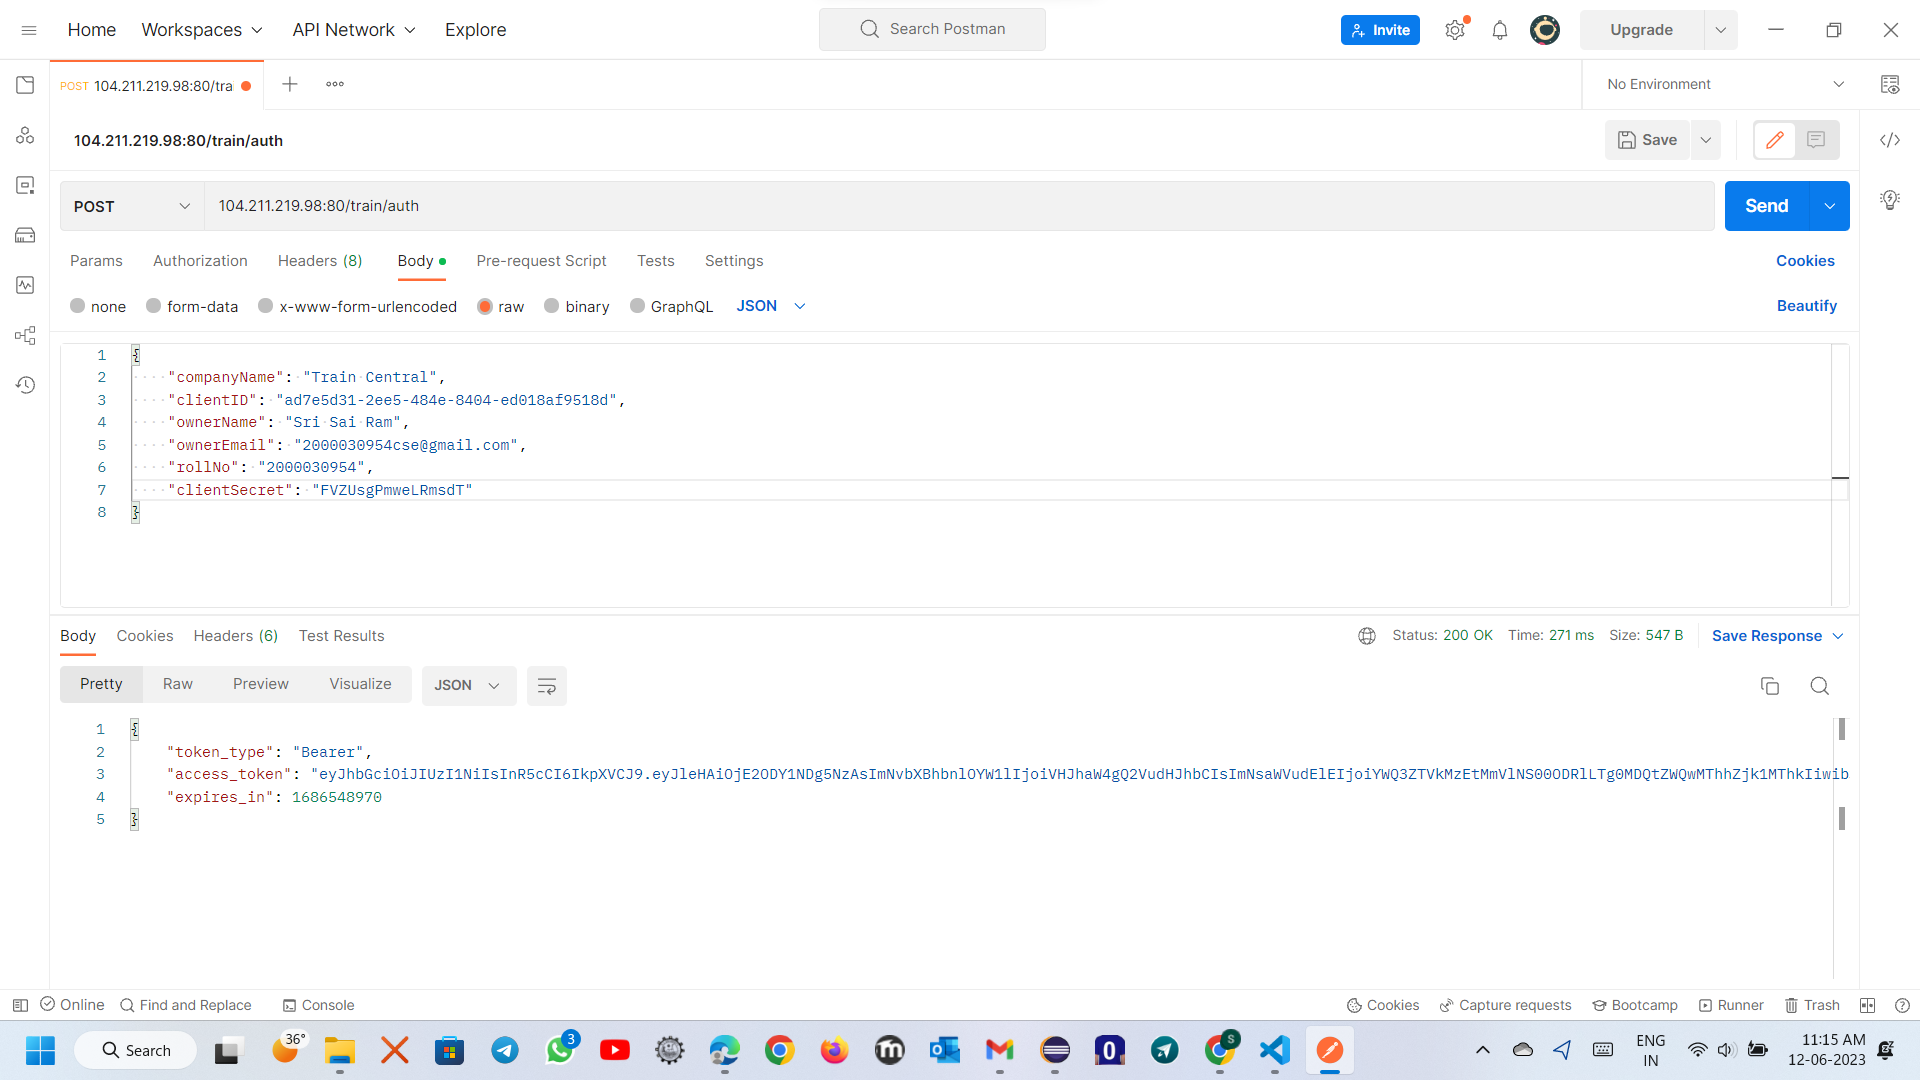 Home Workspaces API Network Explore Search Postman Invite Upgrade
POST 104.211.219.98:80/trai No Environment
104.211.219.98:80/train/auth Save
POST 104.211.219.98:80/train/auth Send
Params Authorization Headers (8) Body Pre-request Script Tests Settings Cookies
none form-data x-www-form-urlencoded raw binary GraphQL JSON Beautify
1 {
2 "companyName": "Train Central",
3 "clientID": "ad7e5d31-2ee5-484e-8404-ed018af9518d",
4 "ownerName": "Sri Sai Ram",
5 "ownerEmail": "2000030954cse@gmail.com",
6 "rollNo": "2000030954",
7 "clientSecret": "FVZUsgPmweLRmsdT"
8 }
Body Cookies Headers (6) Test Results Status: 200 OK Time: 271 ms Size: 547 B Save Response
Pretty Raw Preview Visualize JSON
1 {
2 "token_type": "Bearer",
3 "access_token": "eyJhbGciOiJIUzI1NiIsInR5cCI6IkpXVCJ9.eyJleHAiOjE2ODY1NDg5NzAsImNvbXBhbnlOYW1lIjoiVHJhaW4gQ2VudHJhbCIsImNsaWVudElEIjoiYWQ3ZTVkMzEtMmVlNS00ODRlLTg0MDQtZWQwMThhZjk1MThkIiwib
4 "expires_in": 1686548970
5 }
Online Find and Replace Console Cookies Capture requests Bootcamp Runner Trash
Search 36° 3 S ENG 11:15 AM
IN 12-06-2023